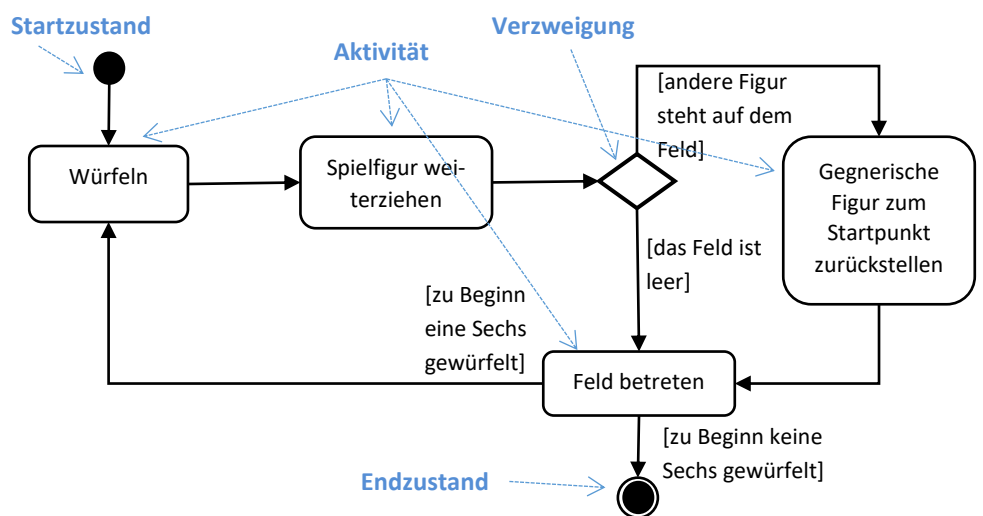 Startzustand
Verzweigung
Aktivität
[andere Figur
steht auf dem
Feld]
Würfeln
Spielfigur wei-
terziehen
Gegnerische
Figur zum
Startpunkt
zurückstellen
[das Feld ist
leer]
[zu Beginn
eine Sechs
gewürfelt]
Feld betreten
[zu Beginn keine
Sechs gewürfelt]
Endzustand